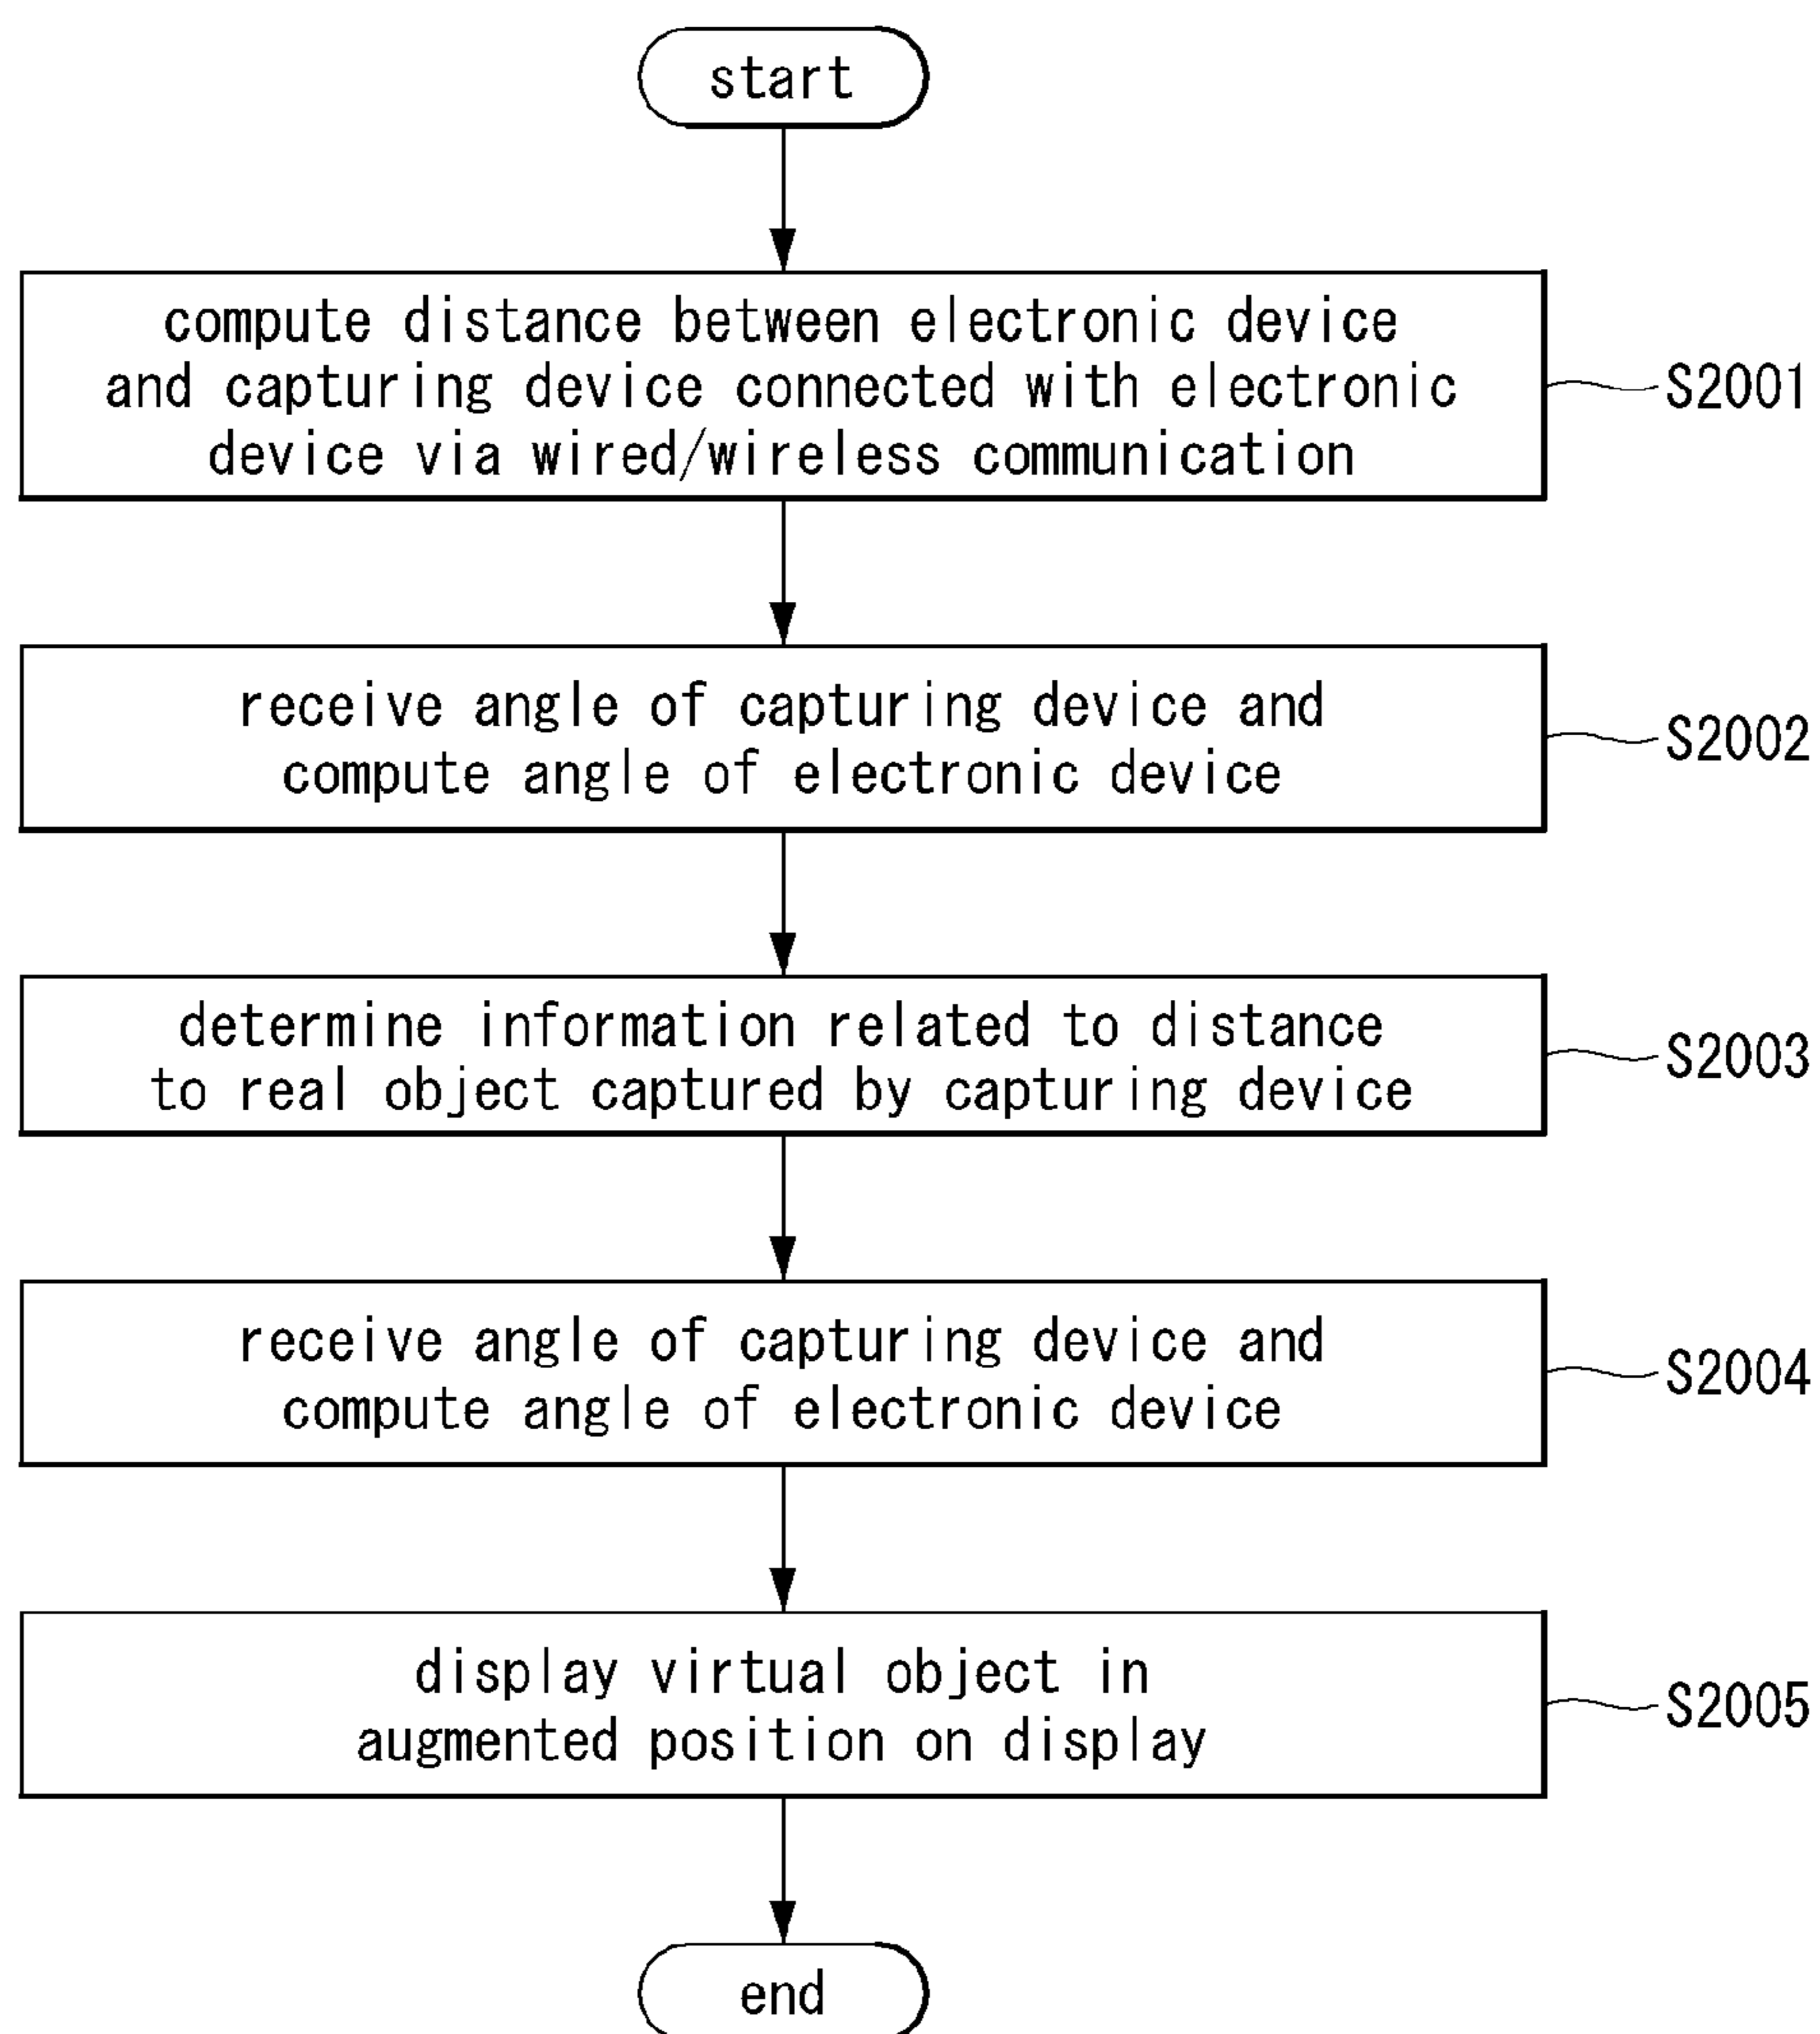 start
compute distance between electronic device
and capturing device connected with electronic
device via wired/wireless communication
S2001
receive angle of capturing device and
compute angle of electronic device
S2002
determine information related to distance
to real object captured by capturing device
S2003
receive angle of capturing device and
compute angle of electronic device
S2004
display virtual object in
augmented position on display
S2005
end